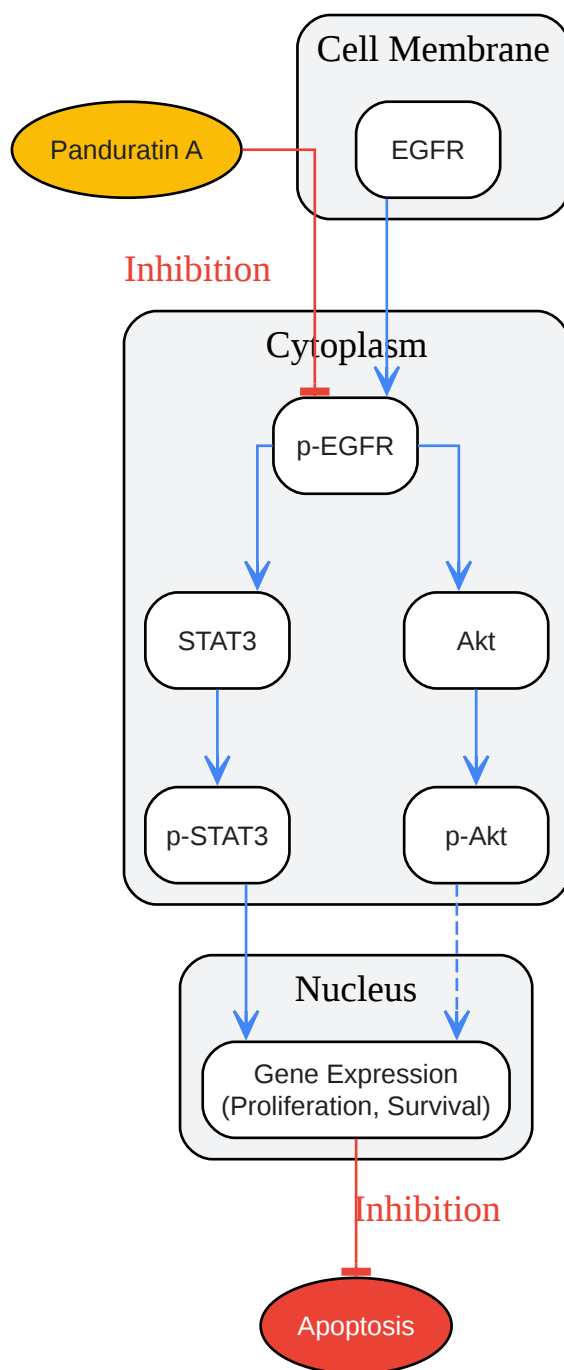 Cell Membrane
Panduratin A
EGFR
Inhibition
Cytoplasm
p-EGFR
STAT3
Akt
p-STAT3
p-Akt
Nucleus
Gene Expression
(Proliferation, Survival)
Inhibition
Apoptosis